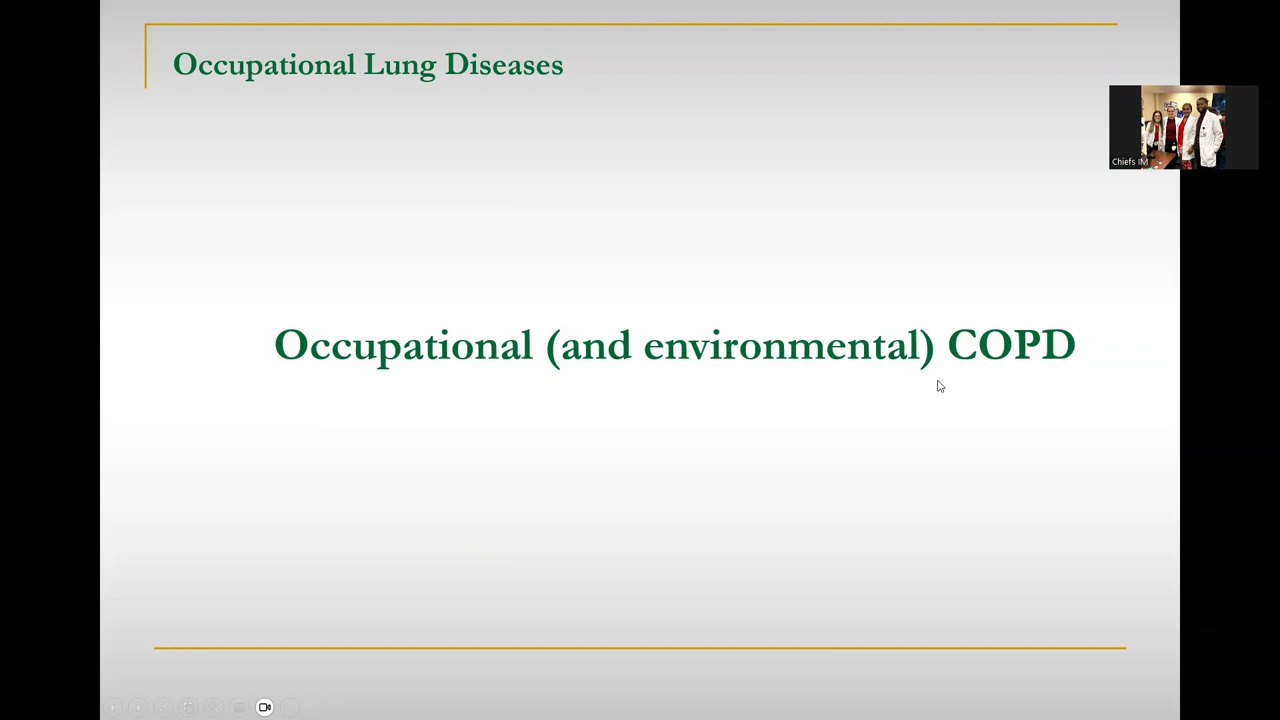 Occupational Lung Diseases
Chiefs IM
Occupational (and environmental) COPD